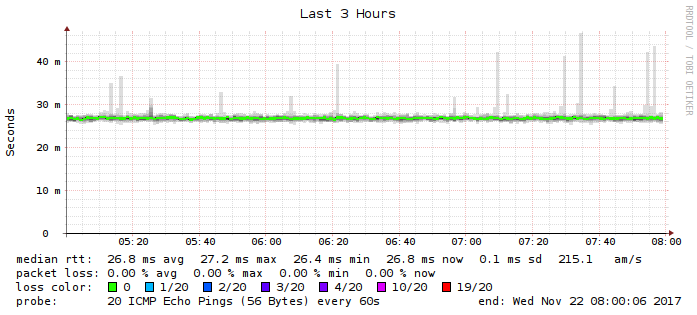 Last 3 Hours
RRDTOOL / TOBI OETIKER
Seconds
40 m
30 m
20 m
10 m
0
05:20 05:40 06:00 06:20 06:40 07:00 07:20 07:40 08:00
median rtt: 26.8 ms avg 27.2 ms max 26.4 ms min 26.8 ms now 0.1 ms sd 215.1 am/s
packet loss: 0.00 % avg 0.00 % max 0.00 % min 0.00 % now
loss color: 0 1/20 2/20 3/20 4/20 10/20 19/20
probe: 20 ICMP Echo Pings (56 Bytes) every 60s end: Wed Nov 22 08:00:06 2017